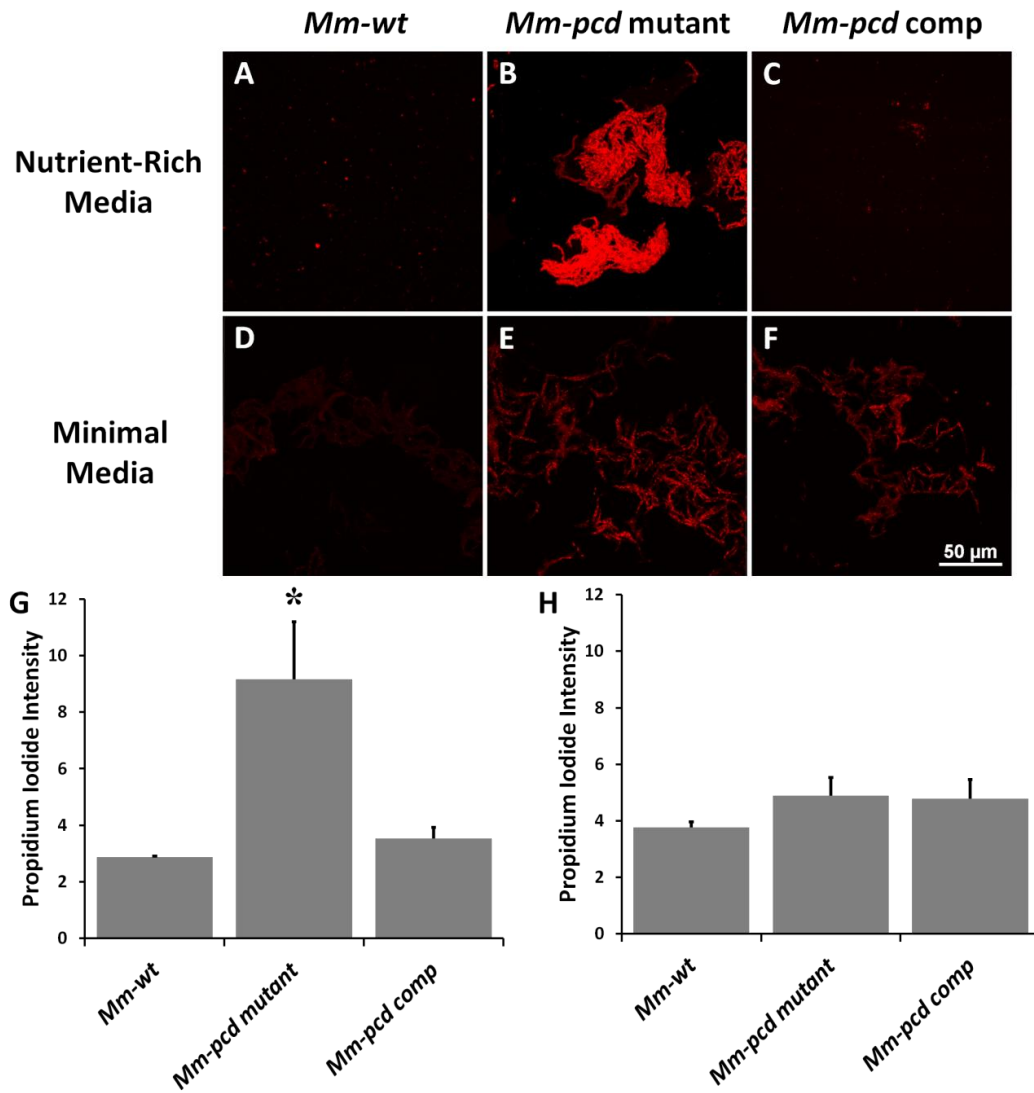 Mm-wt
Mm-pcd mutant
Mm-pcd comp
A
B
C
Nutrient-Rich
Media
D
E
F
Minimal
Media
50 µm
G
12
10
8
6
4
2
0
Propidium Iodide Intensity
*
Mm-wt
Mm-pcd mutant
Mm-pcd comp
H
12
10
8
6
4
2
0
Propidium Iodide Intensity
Mm-wt
Mm-pcd mutant
Mm-pcd comp